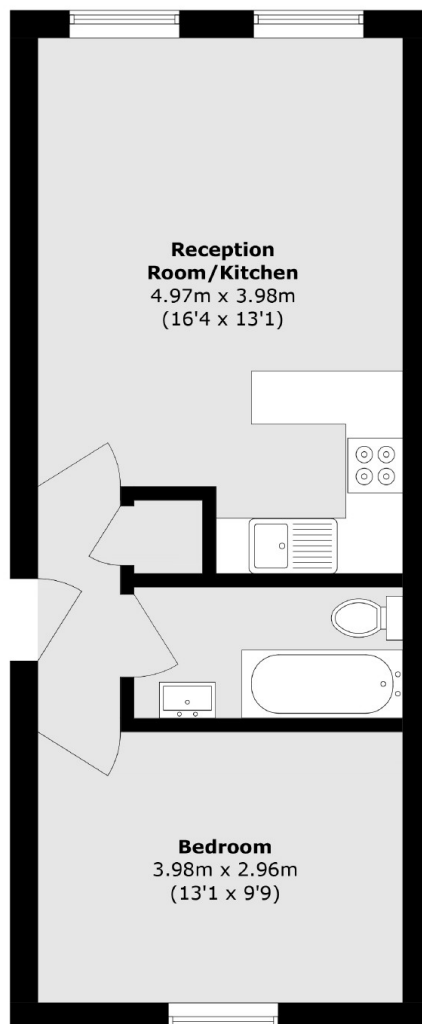 Reception
Room/Kitchen
4.97m x 3.98m
(16'4 x 13'1)
Bedroom
3.98m x 2.96m
(13'1 x 9'9)